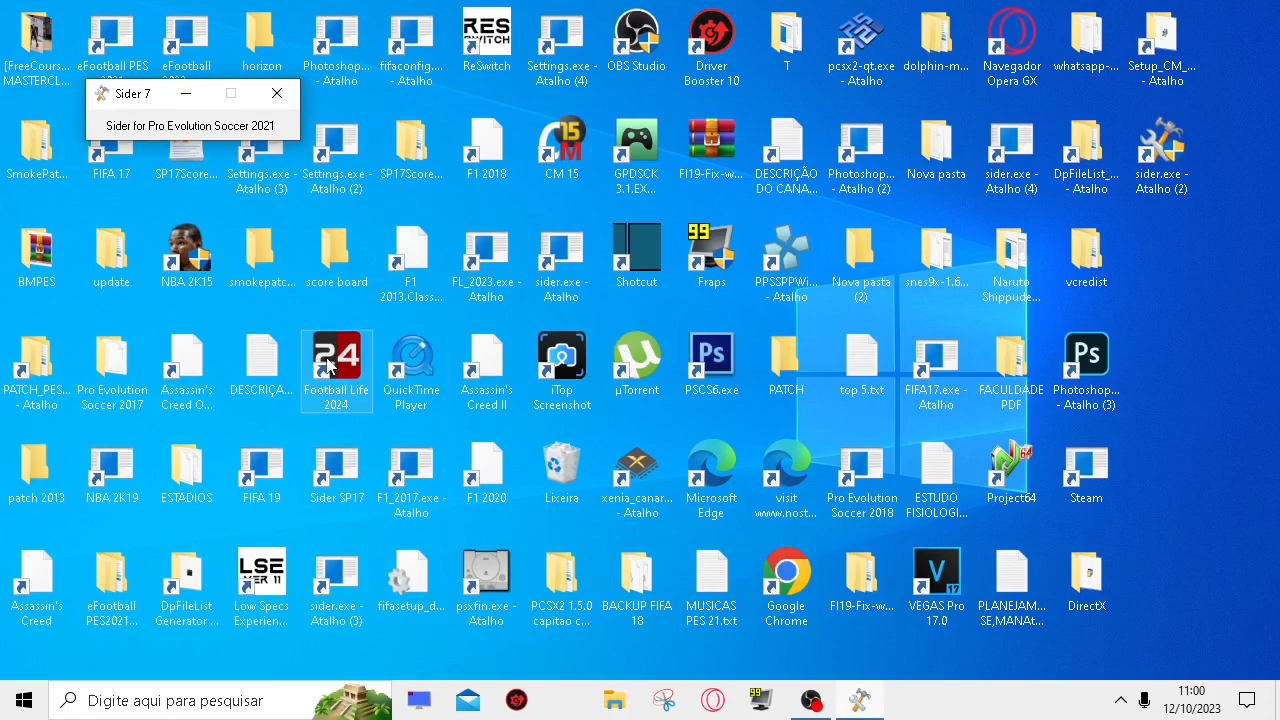 [FreeCours...
MASTERCL...
eFootball PES
eFootball
horizon
Photoshop...
- Atalho
fifaconfig....
- Atalho
RES
SWITCH
ReSwitch
Settings.exe -
Atalho (4)
OBS Studio
Driver
Booster 10
T
pcsx2-qt.exe
- Atalho
dolphin-m...
Navegador
Opera GX
whatsapp-...
Setup_CM_...
- Atalho
Sider 7
Sider for Pro Evolution Soccer 2021
SmokePat...
FIFA 17
SP17Score...
Settings.exe -
Atalho (3)
Settings.exe -
Atalho (2)
SP17Score...
F1 2018
15
CM 15
GPDSCK
3.1.EX...
FI19-Fix-w...
DESCRIÇÃO
DO CANA...
Photoshop...
- Atalho (2)
Nova pasta
sider.exe -
Atalho (4)
DpFileList_...
- Atalho
sider.exe -
Atalho (2)
BMPES
update
NBA 2K15
smokepatc...
score board
F1
2013.Class...
FL_2023.exe -
Atalho
sider.exe -
Atalho
Shotcut
99
Fraps
PPSSPPWi...
- Atalho
Nova pasta
(2)
snes9x-1.6...
Naruto
Shippude...
vcredist
PATCH_PES...
- Atalho
Pro Evolution
Soccer 2017
Assassin's
Creed O...
DESCRIÇA...
24
Football Life
2024
QuickTime
Player
Assassin's
Creed II
iTop
Screenshot
µTorrent
Ps
PSCS6.exe
PATCH
top 5.txt
FIFA17.exe -
Atalho
FACULDADE
PDF
Ps
Photoshop...
- Atalho (3)
patch 2013
NBA 2K19
ESTADIOS
FIFA 19
Sider SP17
F1_2017.exe -
Atalho
F1 2020
Lixeira
xenia_canar...
- Atalho
Microsoft
Edge
visit
www.nost...
Pro Evolution
Soccer 2018
ESTUDO
FISIOLOGI...
Project64
Steam
Assassin's
Creed
eFootball
PES2021...
DpFileList
Generator ...
LSE
VER 11
Low Specs
Experien...
sider.exe -
Atalho (3)
fifasetup_d...
psxfin.exe -
Atalho
PCSX2 1.5.0
capitao c...
BACKUP FIFA
18
MUSICAS
PES 21.txt
Google
Chrome
FI19-Fix-w...
V
17
VEGAS Pro
17.0
PLANEJAM...
SE,MANAt...
DirectX
Digite aqui para pesquisar
99
11:00
12/10/2023